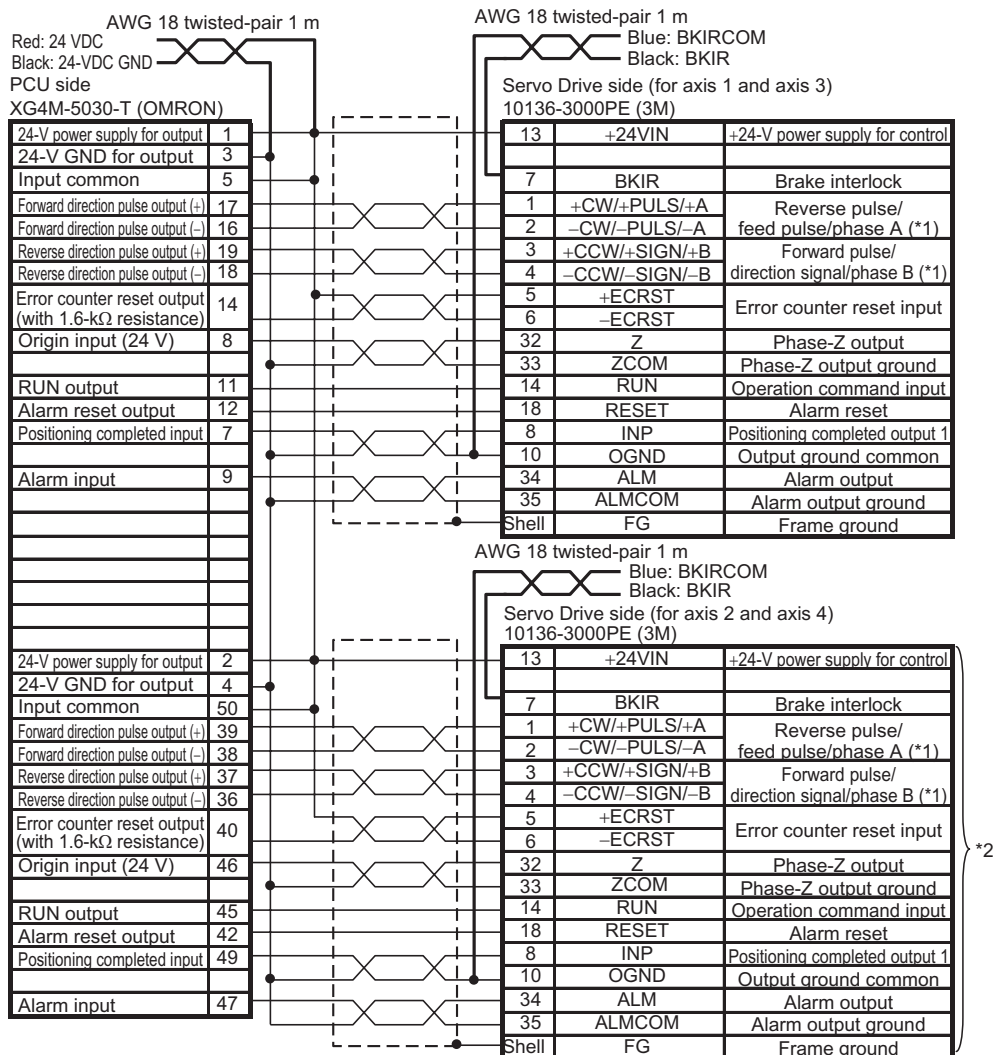 AWG 18 twisted-pair 1 m
Red: 24 VDC
Black: 24-VDC GND
PCU side
XG4M-5030-T (OMRON)
AWG 18 twisted-pair 1 m
Blue: BKIRCOM
Black: BKIR
Servo Drive side (for axis 1 and axis 3)
10136-3000PE (3M)
24-V power supply for output 1
24-V GND for output 3
Input common 5
Forward direction pulse output (+) 17
Forward direction pulse output (−) 16
Reverse direction pulse output (+) 19
Reverse direction pulse output (−) 18
Error counter reset output
(with 1.6-kΩ resistance) 14
Origin input (24 V) 8
RUN output 11
Alarm reset output 12
Positioning completed input 7
Alarm input 9
13 +24VIN +24-V power supply for control
7 BKIR Brake interlock
1 +CW/+PULS/+A Reverse pulse/
2 −CW/−PULS/−A feed pulse/phase A (*1)
3 +CCW/+SIGN/+B Forward pulse/
4 −CCW/−SIGN/−B direction signal/phase B (*1)
5 +ECRST Error counter reset input
6 −ECRST
32 Z Phase-Z output
33 ZCOM Phase-Z output ground
14 RUN Operation command input
18 RESET Alarm reset
8 INP Positioning completed output 1
10 OGND Output ground common
34 ALM Alarm output
35 ALMCOM Alarm output ground
Shell FG Frame ground
AWG 18 twisted-pair 1 m
Blue: BKIRCOM
Black: BKIR
Servo Drive side (for axis 2 and axis 4)
10136-3000PE (3M)
24-V power supply for output 2
24-V GND for output 4
Input common 50
Forward direction pulse output (+) 39
Forward direction pulse output (−) 38
Reverse direction pulse output (+) 37
Reverse direction pulse output (−) 36
Error counter reset output
(with 1.6-kΩ resistance) 40
Origin input (24 V) 46
RUN output 45
Alarm reset output 42
Positioning completed input 49
Alarm input 47
13 +24VIN +24-V power supply for control
7 BKIR Brake interlock
1 +CW/+PULS/+A Reverse pulse/
2 −CW/−PULS/−A feed pulse/phase A (*1)
3 +CCW/+SIGN/+B Forward pulse/
4 −CCW/−SIGN/−B direction signal/phase B (*1)
5 +ECRST Error counter reset input
6 −ECRST
32 Z Phase-Z output
33 ZCOM Phase-Z output ground
14 RUN Operation command input
18 RESET Alarm reset
8 INP Positioning completed output 1
10 OGND Output ground common
34 ALM Alarm output
35 ALMCOM Alarm output ground
Shell FG Frame ground
*2